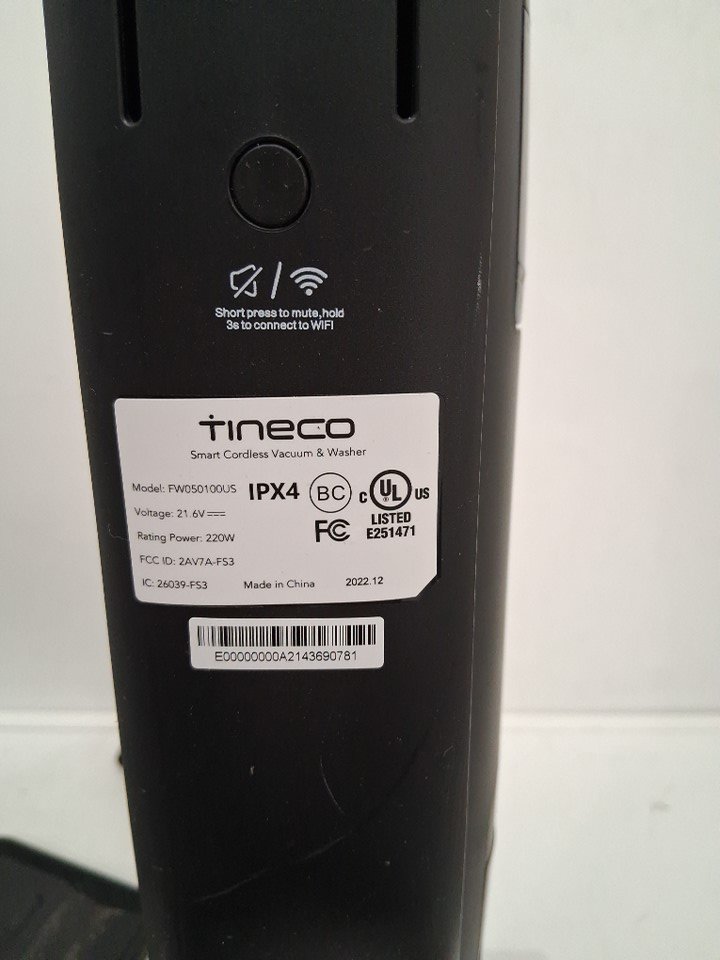 Short press to mute,hold
3s to connect to WIFI
TINECO
Smart Cordless Vacuum & Washer
Model: FW050100US IPX4 BC C UL US
Voltage: 21.6V
LISTED
Rating Power: 220W FC E251471
FCC ID: 2AV7A-FS3
IC: 26039-FS3 Made in China 2022.12
E00000000A2143690781